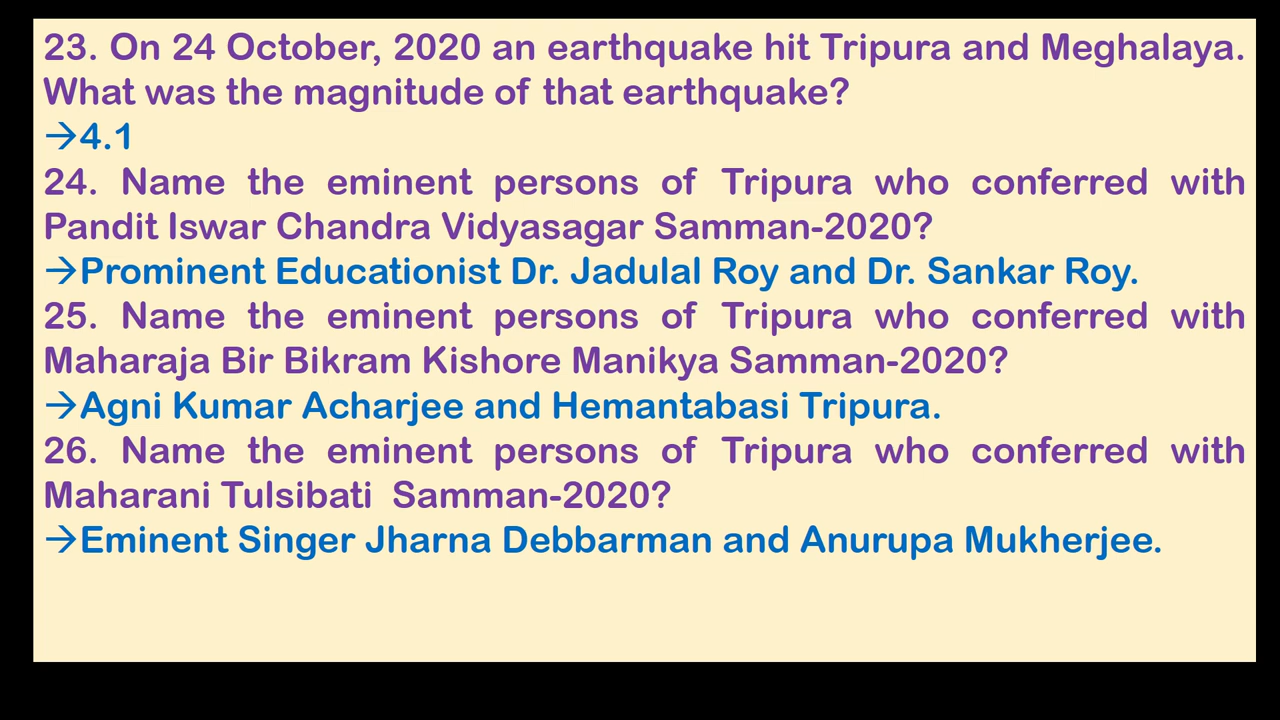 23. On 24 October, 2020 an earthquake hit Tripura and Meghalaya.
What was the magnitude of that earthquake?
→4.1
24. Name the eminent persons of Tripura who conferred with
Pandit Iswar Chandra Vidyasagar Samman-2020?
→Prominent Educationist Dr. Jadulal Roy and Dr. Sankar Roy.
25. Name the eminent persons of Tripura who conferred with
Maharaja Bir Bikram Kishore Manikya Samman-2020?
→Agni Kumar Acharjee and Hemantabasi Tripura.
26. Name the eminent persons of Tripura who conferred with
Maharani Tulsibati  Samman-2020?
→Eminent Singer Jharna Debbarman and Anurupa Mukherjee.